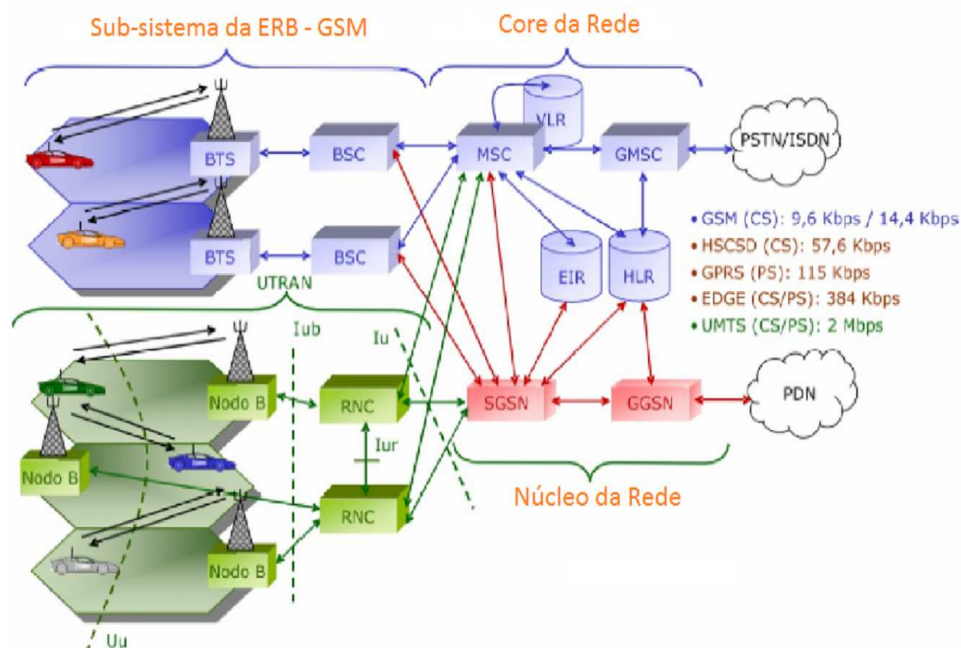 Sub-sistema da ERB - GSM
Core da Rede
VLR
BTS
BSC
MSC
GMSC
PSTN/ISDN
BTS
BSC
EIR
HLR
• GSM (CS): 9,6 Kbps / 14,4 Kbps
• HSCSD (CS): 57,6 Kbps
• GPRS (PS): 115 Kbps
• EDGE (CS/PS): 384 Kbps
• UMTS (CS/PS): 2 Mbps
UTRAN
Iub
Iu
Nodo B
RNC
SGSN
GGSN
PDN
Iur
Nodo B
RNC
Núcleo da Rede
Nodo B
Uu